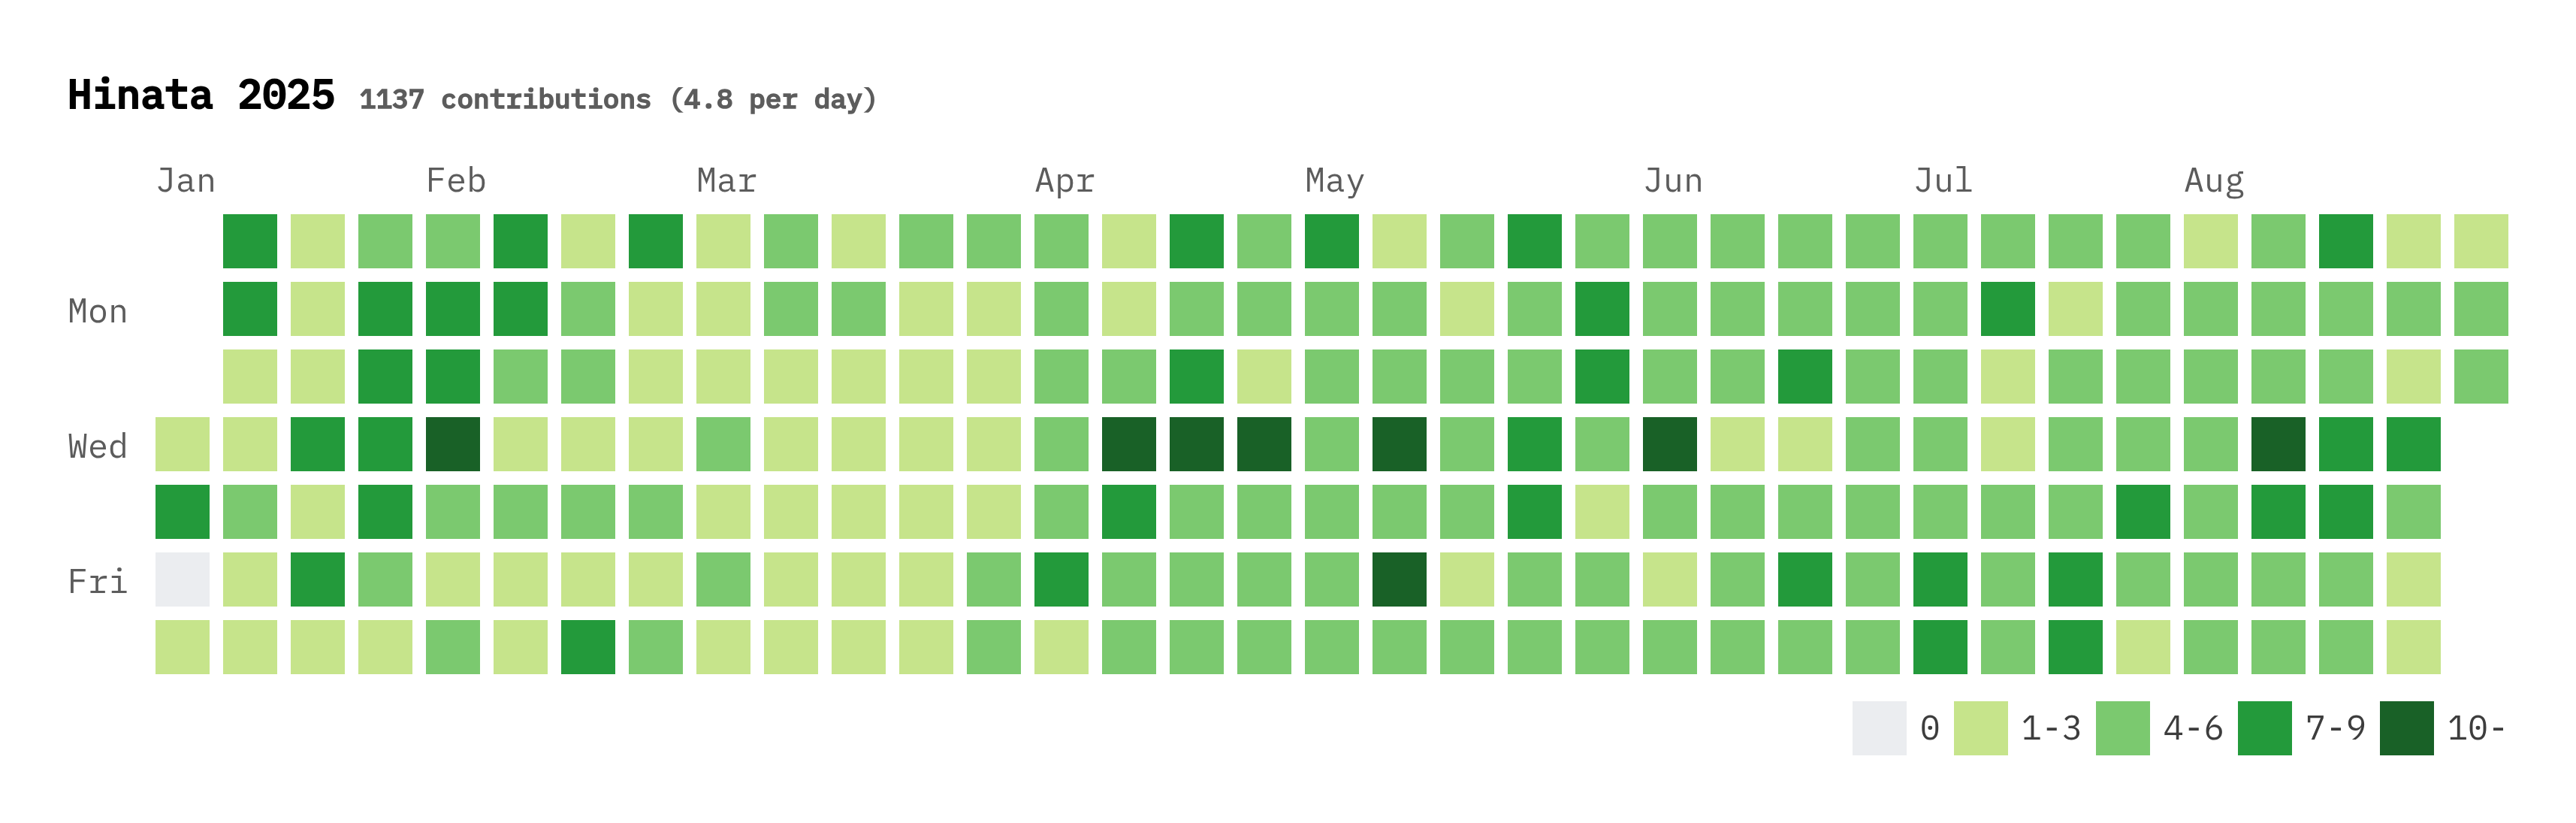 Hinata 2025 1137 contributions (4.8 per day)
Jan Feb Mar Apr May Jun Jul Aug
Mon
Wed
Fri
0 1-3 4-6 7-9 10-